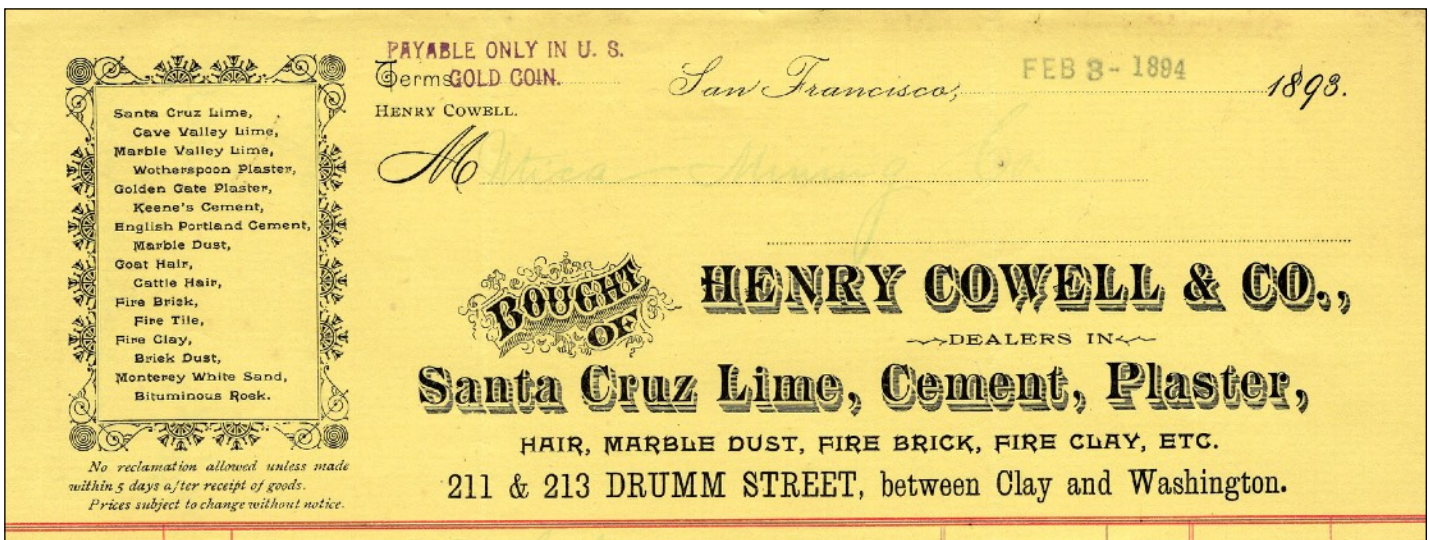 PAYABLE ONLY IN U. S.
Terms GOLD COIN.
San Francisco, FEB 3 - 1894 1893.
HENRY COWELL.
M Utica Mining Co
Santa Cruz Lime,
Cave Valley Lime,
Marble Valley Lime,
Wotherspoon Plaster,
Golden Gate Plaster,
Keene's Cement,
English Portland Cement,
Marble Dust,
Goat Hair,
Cattle Hair,
Fire Brick,
Fire Tile,
Fire Clay,
Brick Dust,
Monterey White Sand,
Bituminous Rock.
No reclamation allowed unless made
within 5 days after receipt of goods.
Prices subject to change without notice.
BOUGHT
OF
HENRY COWELL & CO.,
DEALERS IN
Santa Cruz Lime, Cement, Plaster,
HAIR, MARBLE DUST, FIRE BRICK, FIRE CLAY, ETC.
211 & 213 DRUMM STREET, between Clay and Washington.